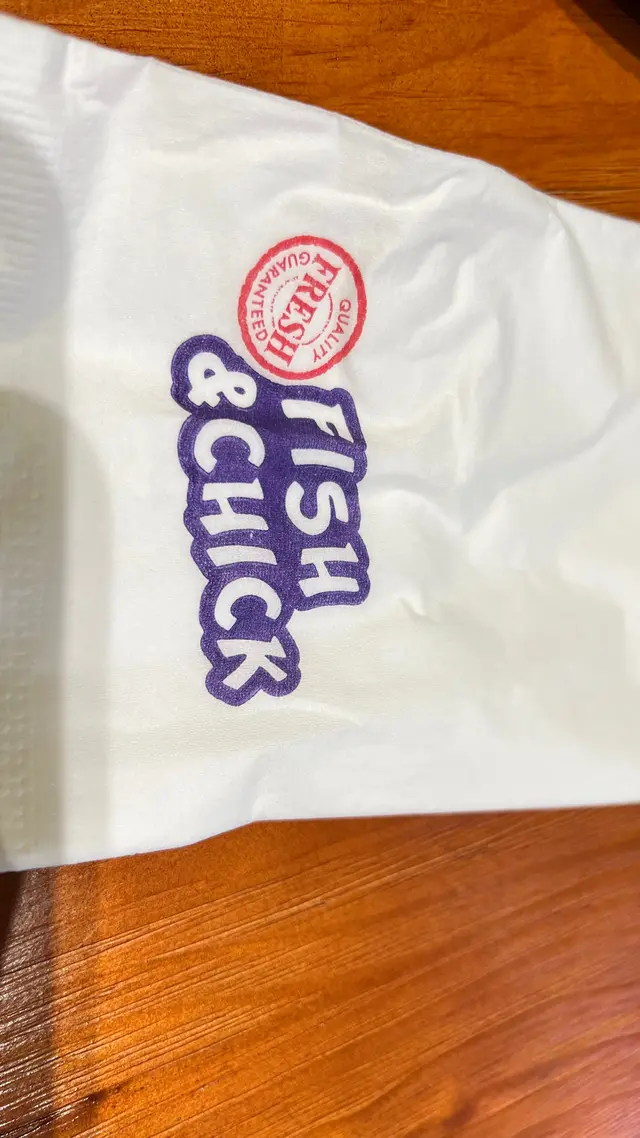 QUALITY
FRESH
GUARANTEED
FISH
& CHICK